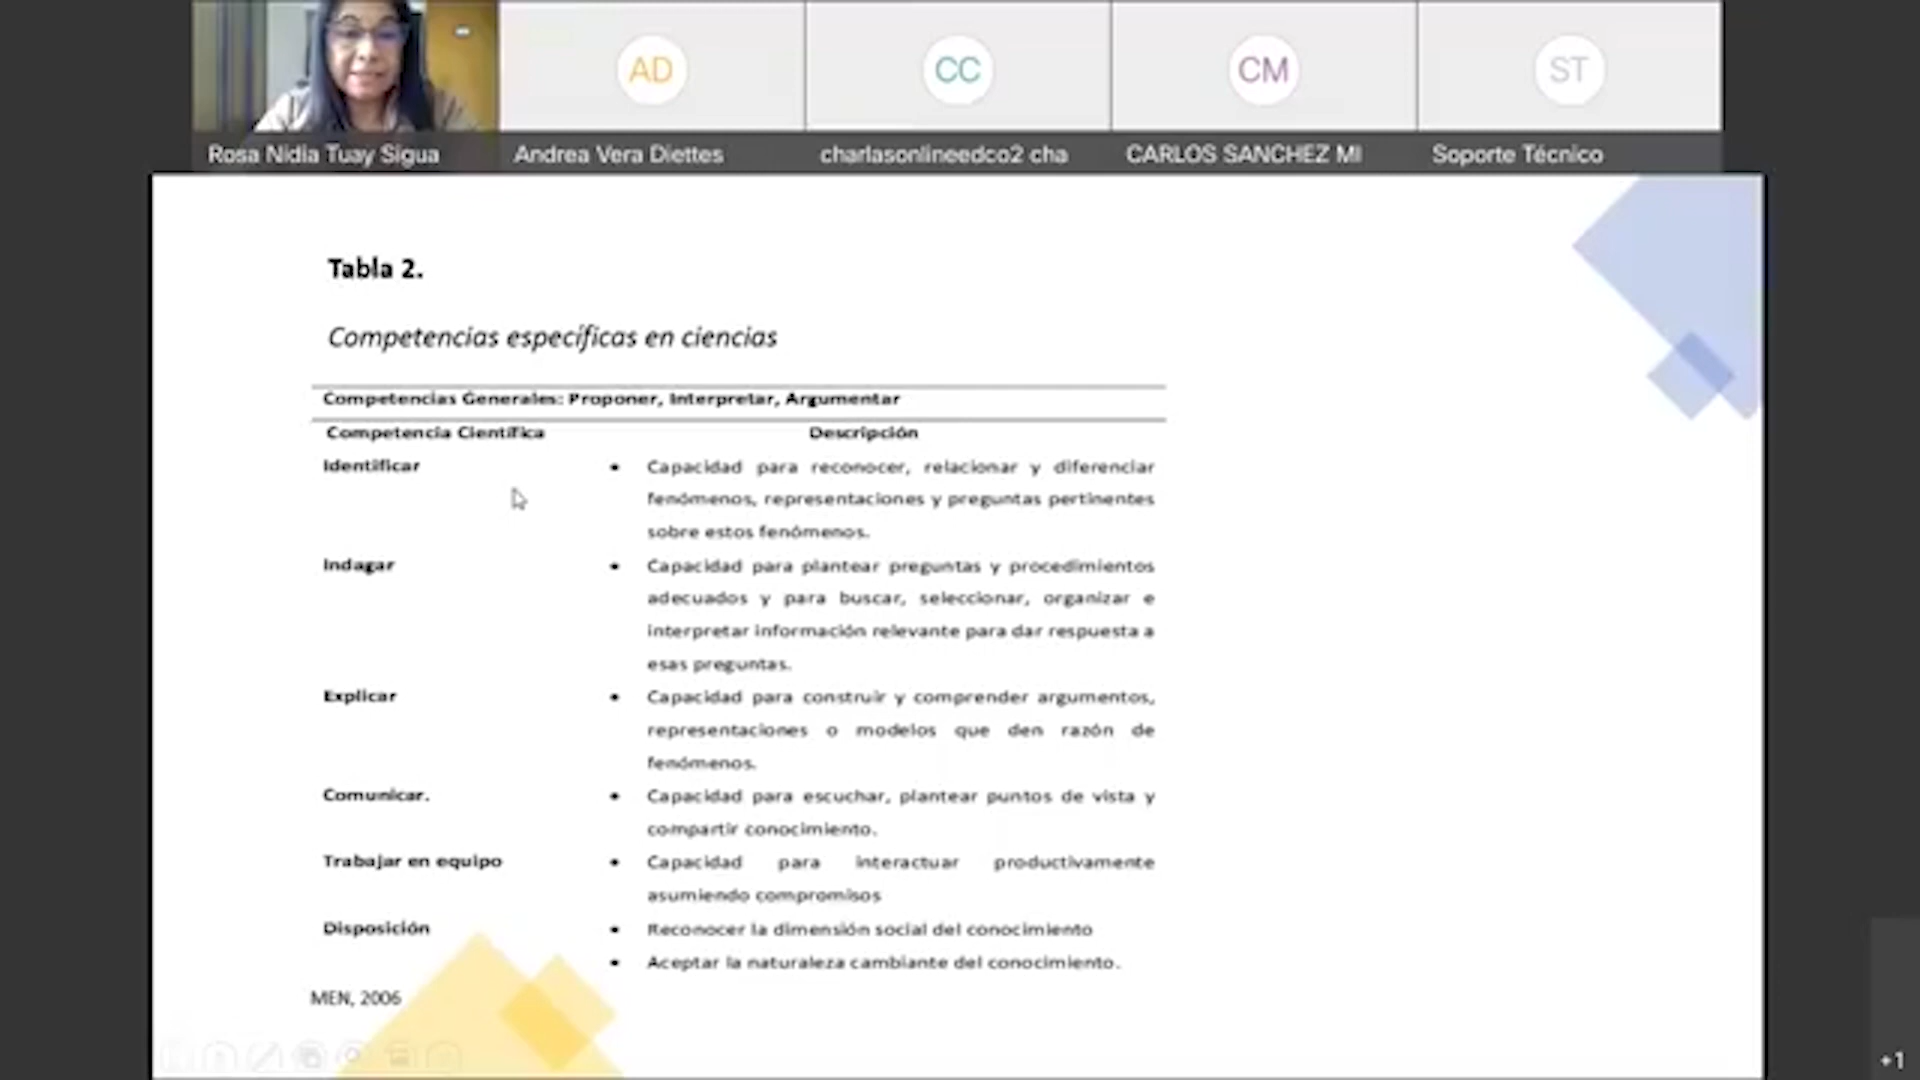 AD
CC
CM
ST
Rosa Nidia Tuay Sigua
Andrea Vera Diettes
charlasonlineedco2 cha
CARLOS SANCHEZ MI
Soporte Técnico
Tabla 2.
Competencias específicas en ciencias
Competencias Generales: Proponer, Interpretar, Argumentar
Competencia Científica
Descripción
Identificar
• Capacidad para reconocer, relacionar y diferenciar
fenómenos, representaciones y preguntas pertinentes
sobre estos fenómenos.
Indagar
• Capacidad para plantear preguntas y procedimientos
adecuados y para buscar, seleccionar, organizar e
interpretar información relevante para dar respuesta a
esas preguntas.
Explicar
• Capacidad para construir y comprender argumentos,
representaciones o modelos que den razón de
fenómenos.
Comunicar.
• Capacidad para escuchar, plantear puntos de vista y
compartir conocimiento.
Trabajar en equipo
• Capacidad para interactuar productivamente
asumiendo compromisos
Disposición
• Reconocer la dimensión social del conocimiento
• Aceptar la naturaleza cambiante del conocimiento.
MEN, 2006
+1